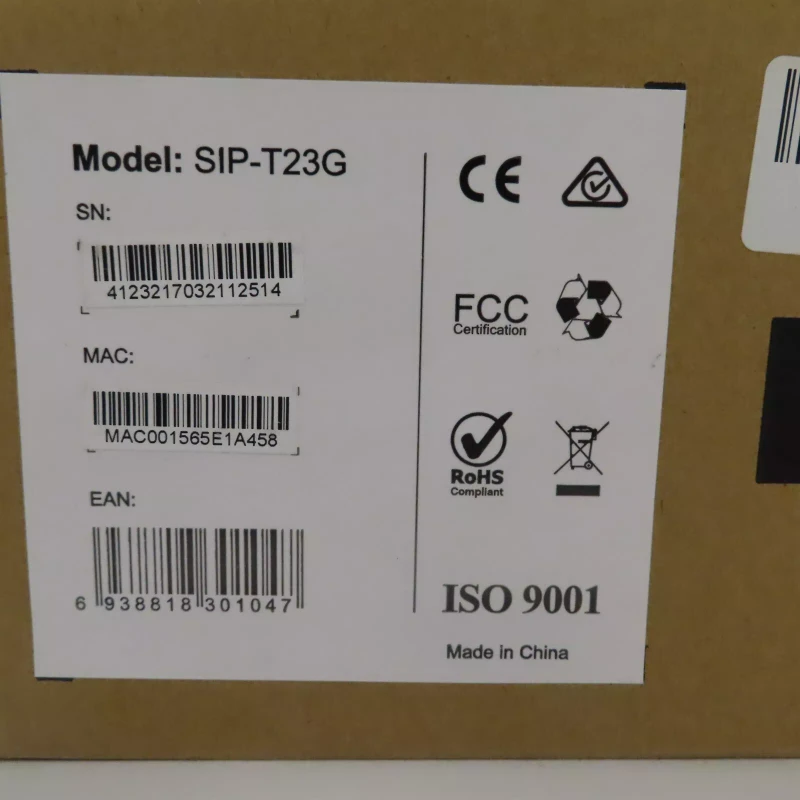 Model: SIP-T23G
SN:
4123217032112514
MAC:
MAC001565E1A458
EAN:
6 938818 301047
CE
FCC
Certification
RoHS
Compliant
ISO 9001
Made in China